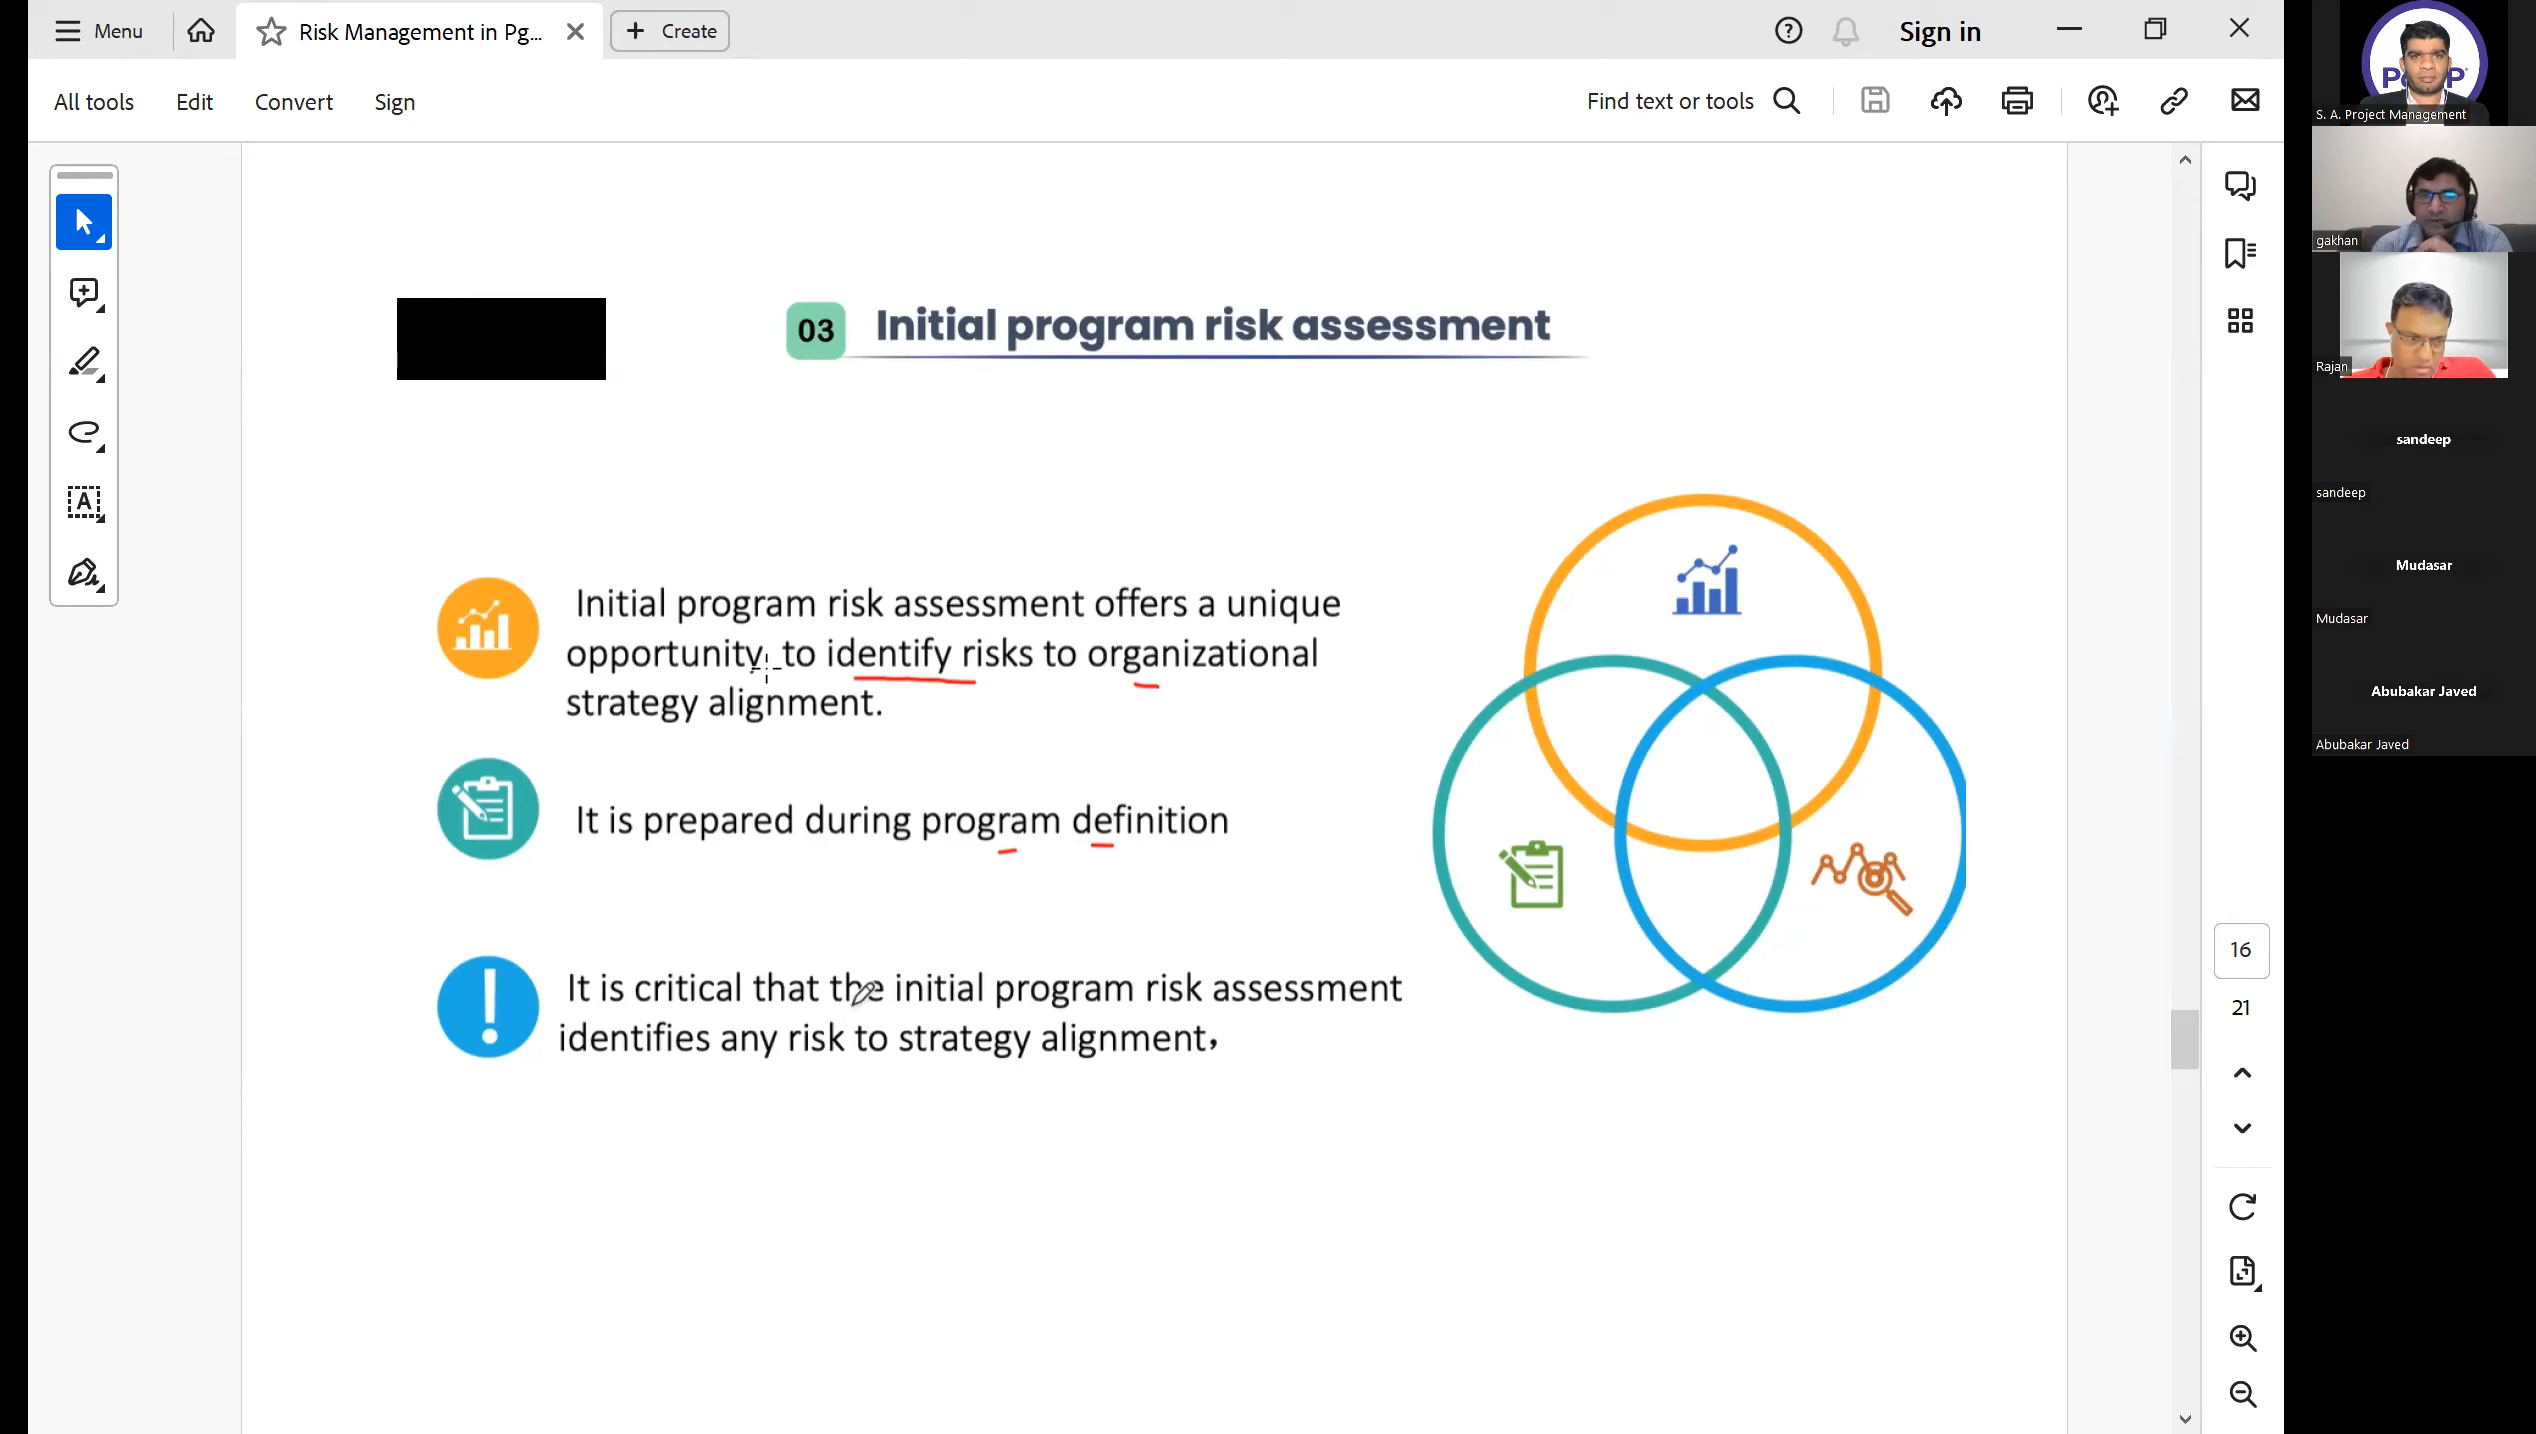 Menu
Risk Management in Pg...
Create
Sign in
All tools
Edit
Convert
Sign
Find text or tools
03
Initial program risk assessment
Initial program risk assessment offers a unique
opportunity, to identify risks to organizational
strategy alignment.
It is prepared during program definition
It is critical that the initial program risk assessment
identifies any risk to strategy alignment,
16
21
S. A. Project Management
gakhan
Rajan
sandeep
sandeep
Mudasar
Mudasar
Abubakar Javed
Abubakar Javed